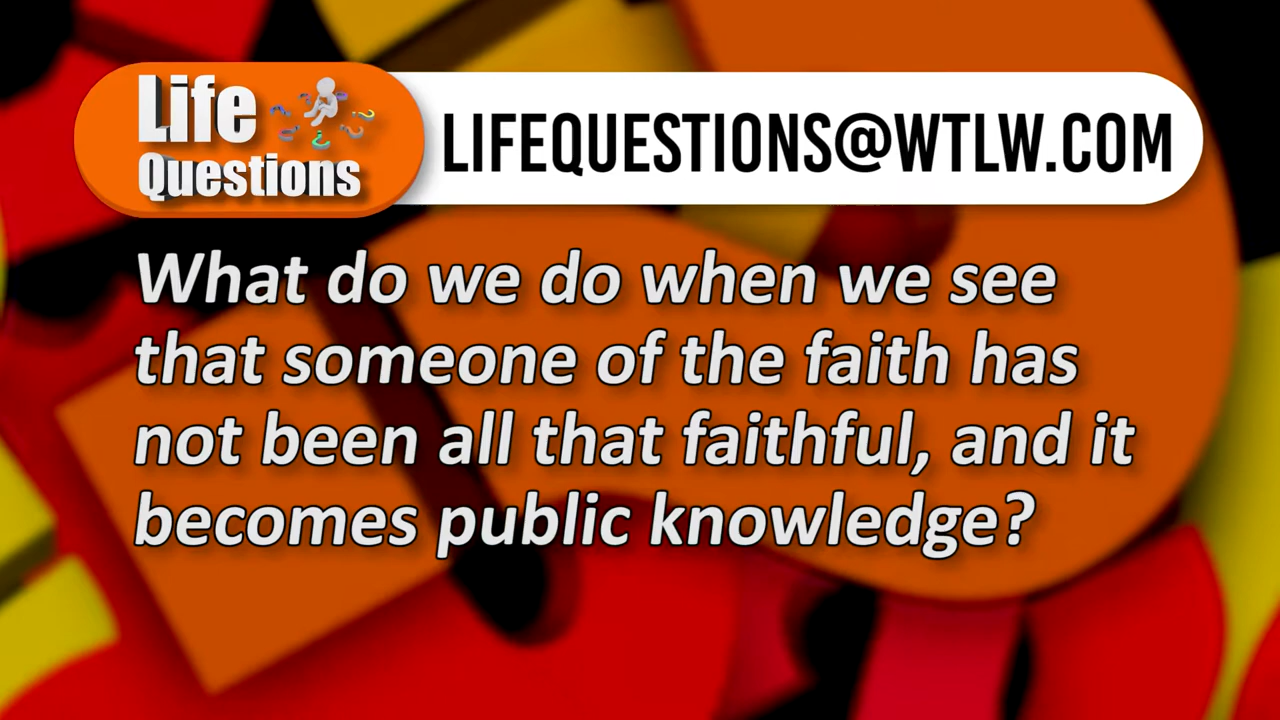 Life
Questions
LIFEQUESTIONS@WTLW.COM
What do we do when we see
that someone of the faith has
not been all that faithful, and it
becomes public knowledge?